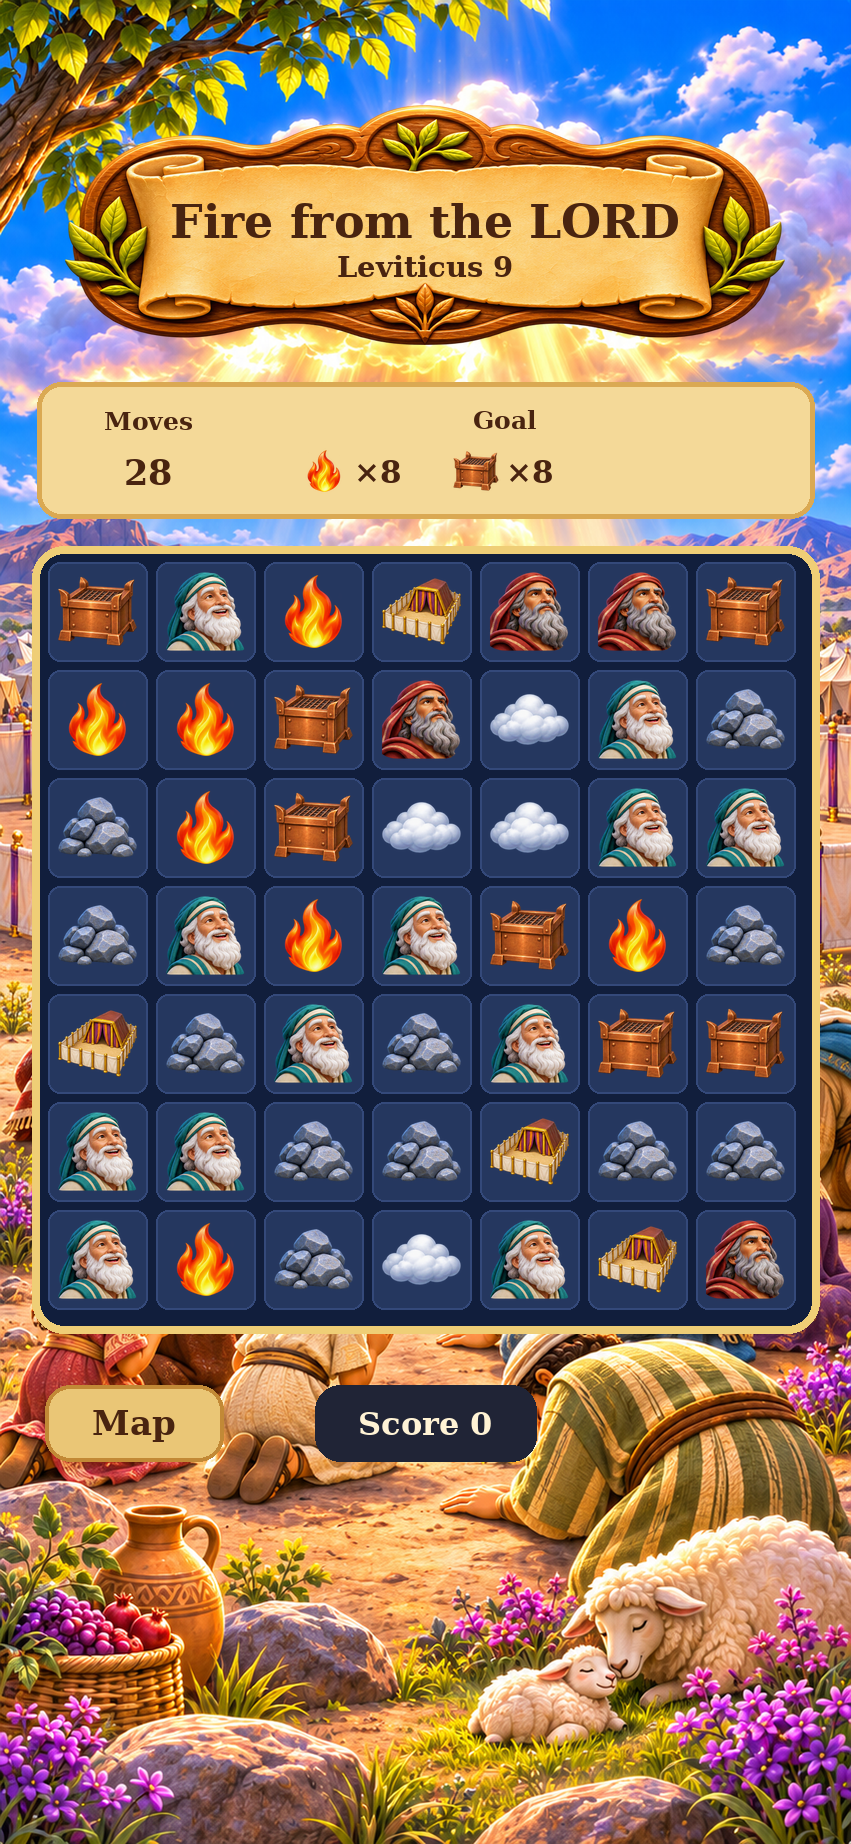 Fire from the LORD
Leviticus 9
Moves
Goal
28
×8
×8
Map
Score 0